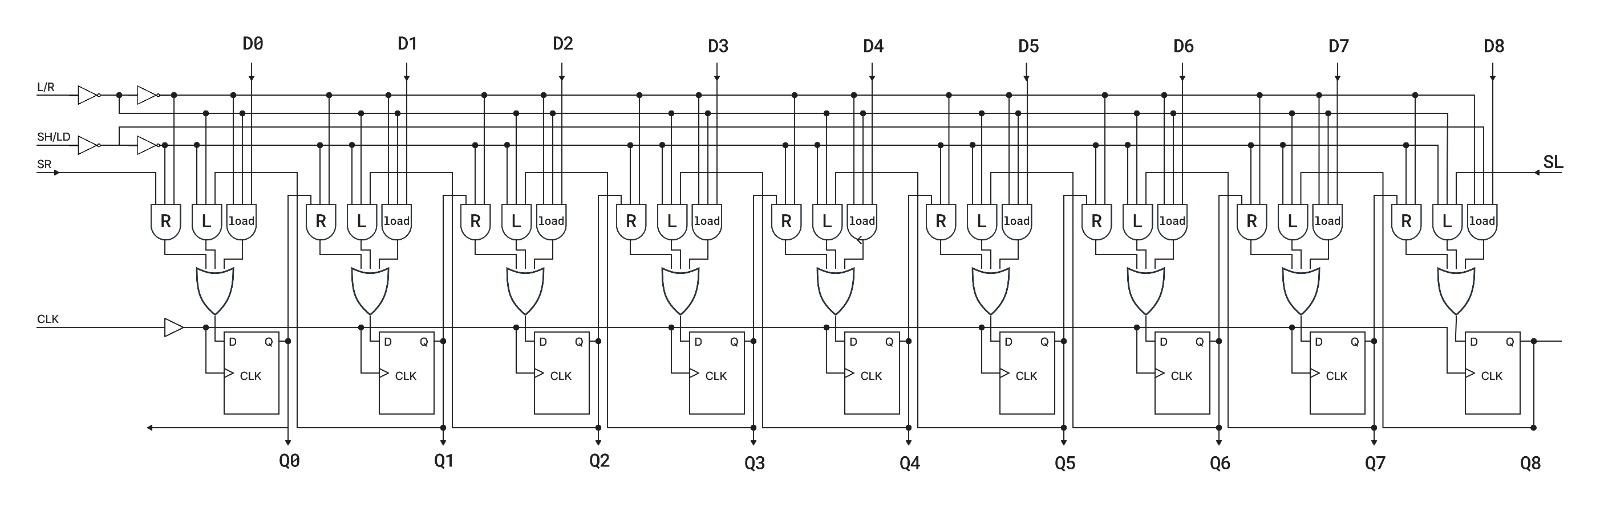 D0 D1 D2 D3 D4 D5 D6 D7 D8
L/R
SH/LD
SR
SL
R L load R L load R L load R L load R L load R L load R L load R L load R L load
CLK
D Q D Q D Q D Q D Q D Q D Q D Q D Q
CLK CLK CLK CLK CLK CLK CLK CLK CLK
Q0 Q1 Q2 Q3 Q4 Q5 Q6 Q7 Q8